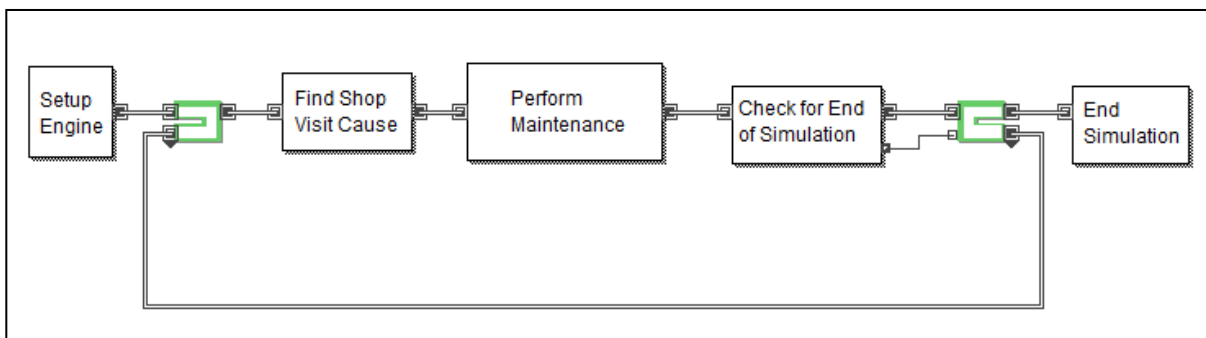 Setup
Engine
Find Shop
Visit Cause
Perform
Maintenance
Check for End
of Simulation
End
Simulation